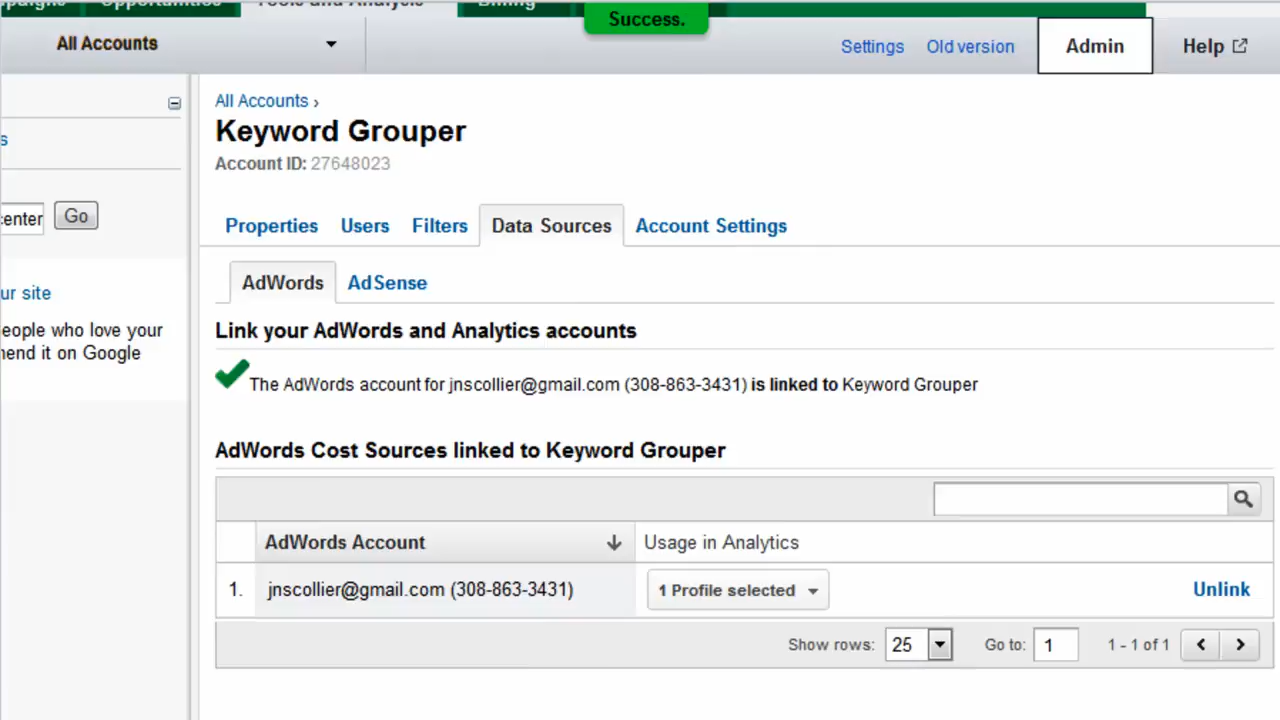 Success.
All Accounts
Settings Old version Admin Help
All Accounts ›
Keyword Grouper
Account ID: 27648023
s
enter Go
Properties Users Filters Data Sources Account Settings
AdWords AdSense
ur site
eople who love your
end it on Google
Link your AdWords and Analytics accounts
The AdWords account for jnscollier@gmail.com (308-863-3431) is linked to Keyword Grouper
AdWords Cost Sources linked to Keyword Grouper
AdWords Account Usage in Analytics
1. jnscollier@gmail.com (308-863-3431) 1 Profile selected Unlink
Show rows: 25 Go to: 1 1 - 1 of 1